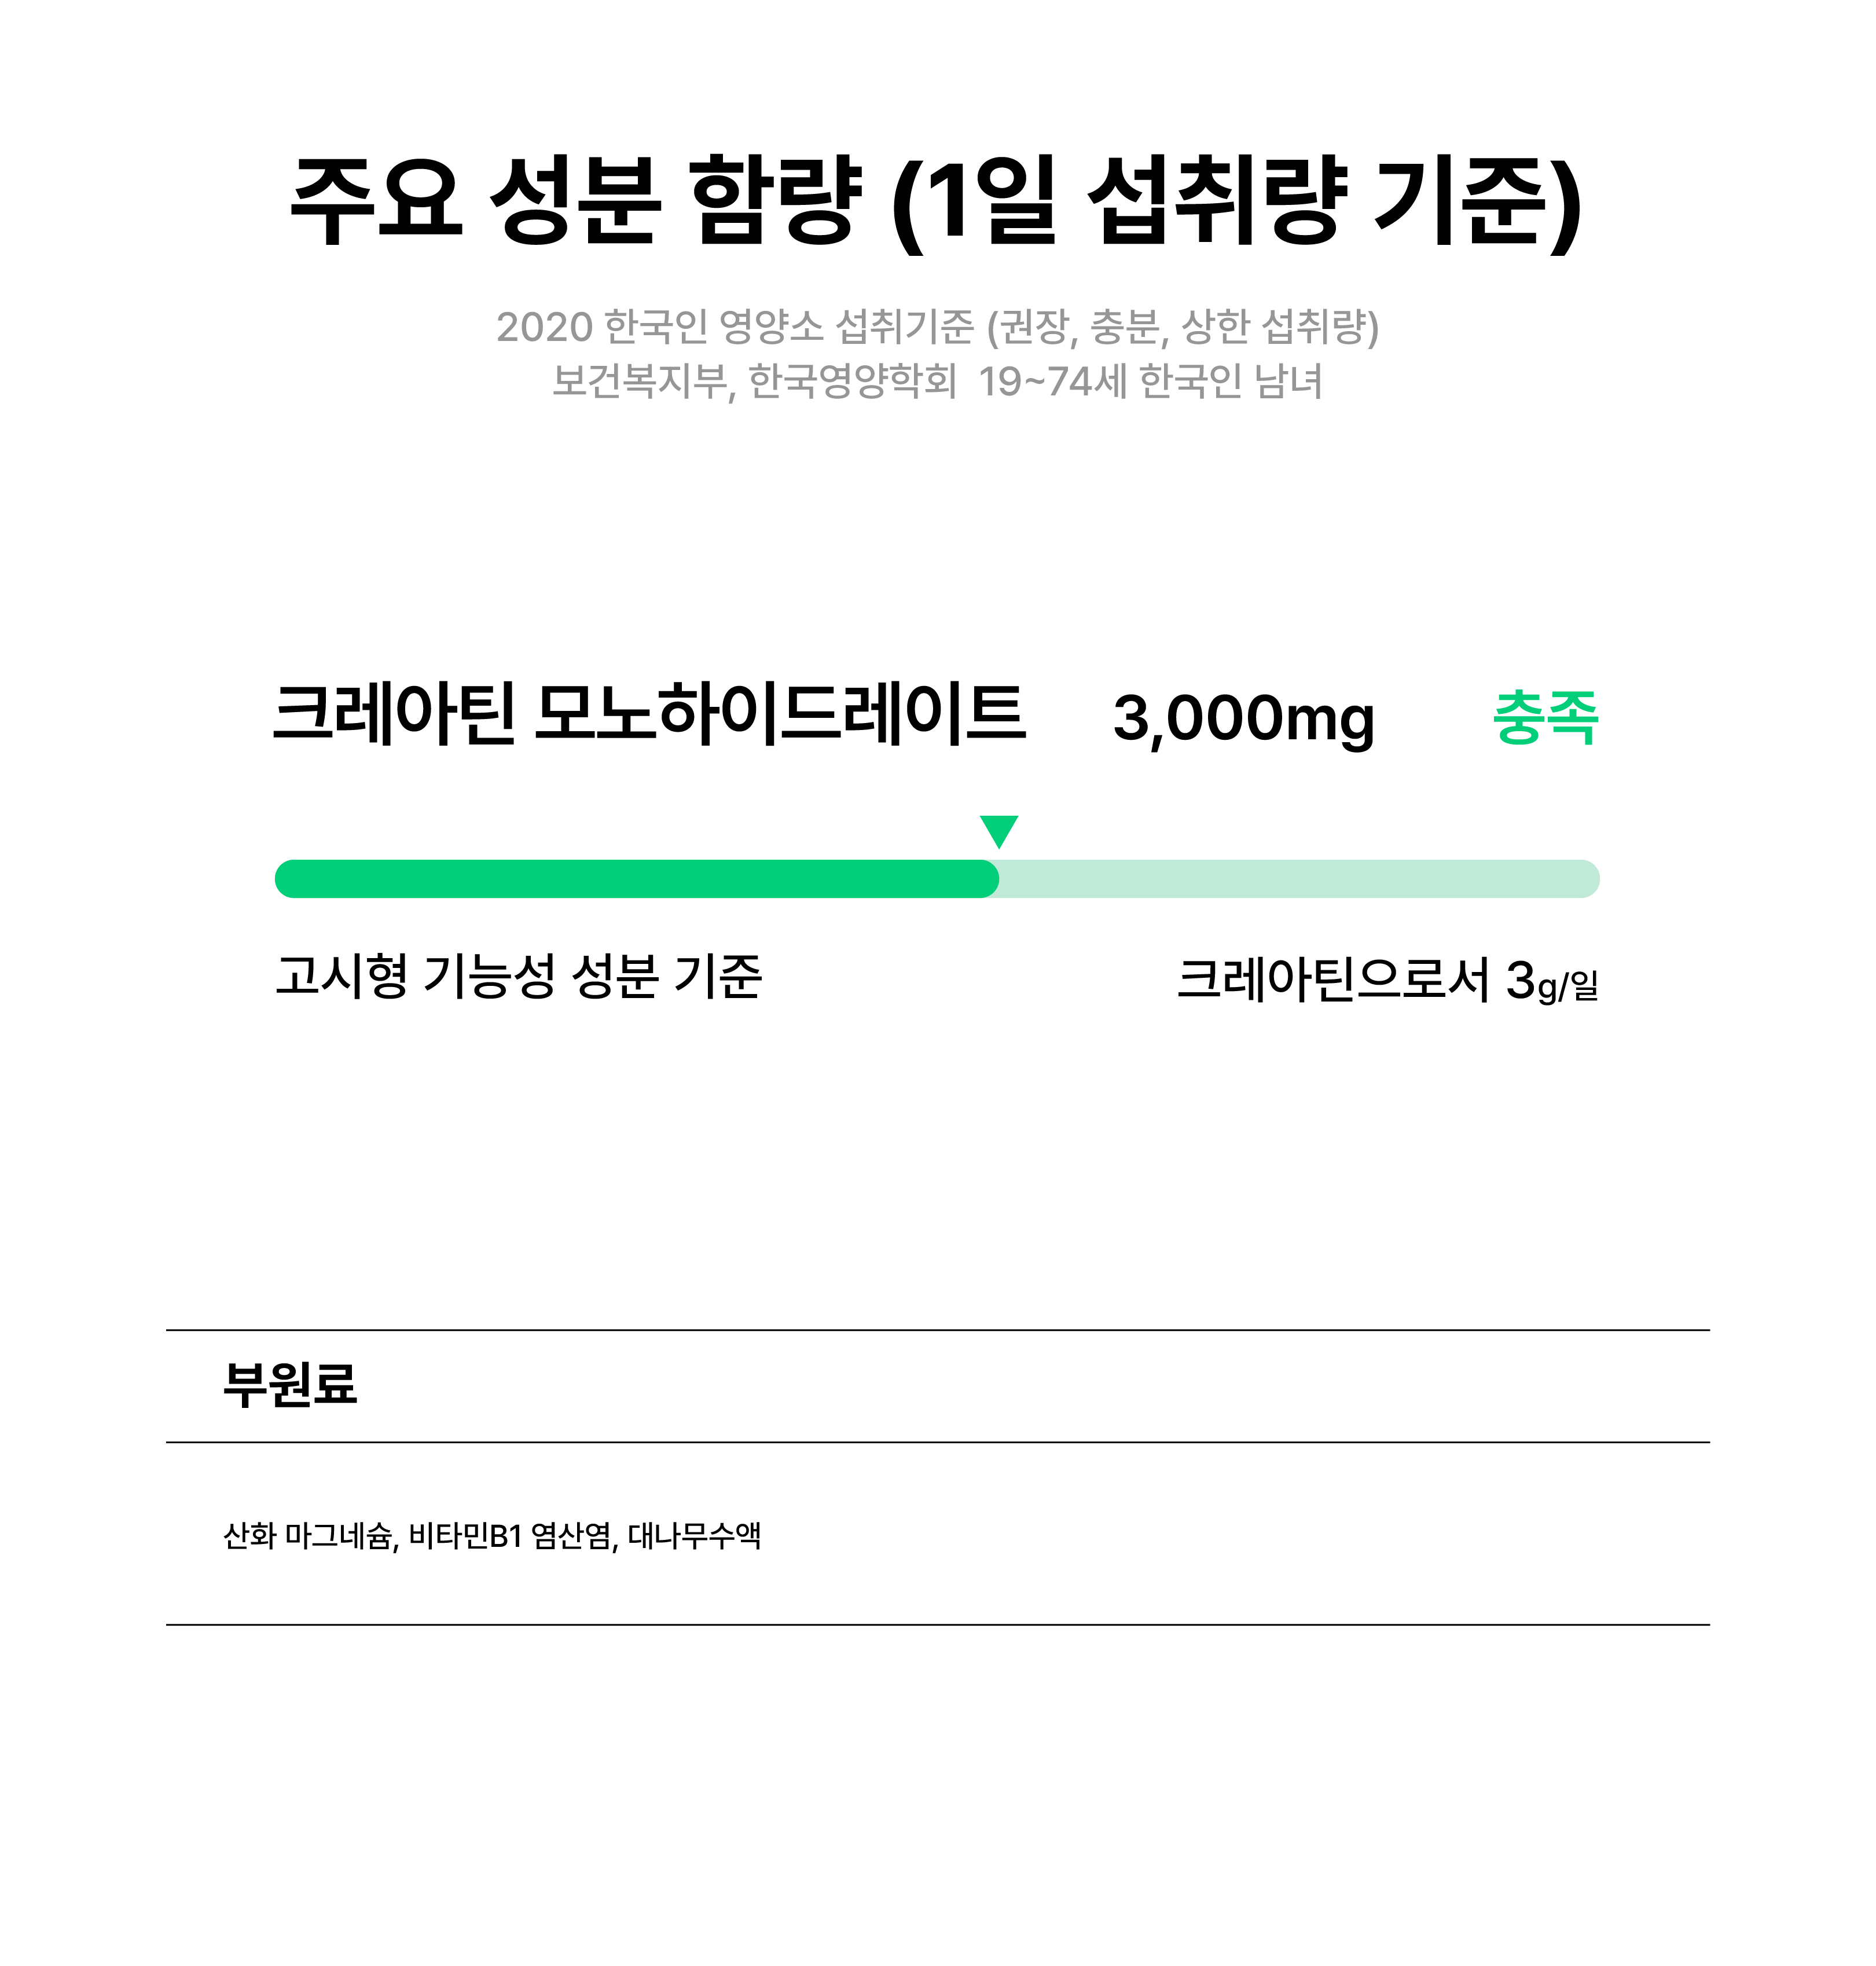 주요 성분 함량 (1일 섭취량 기준)
2020 한국인 영양소 섭취기준 (권장, 충분, 상한 섭취량)
보건복지부, 한국영양학회 19~74세 한국인 남녀
크레아틴 모노하이드레이트 3,000mg 충족
고시형 기능성 성분 기준 크레아틴으로서 3g/일
부원료
산화 마그네슘, 비타민B1 염산염, 대나무수액